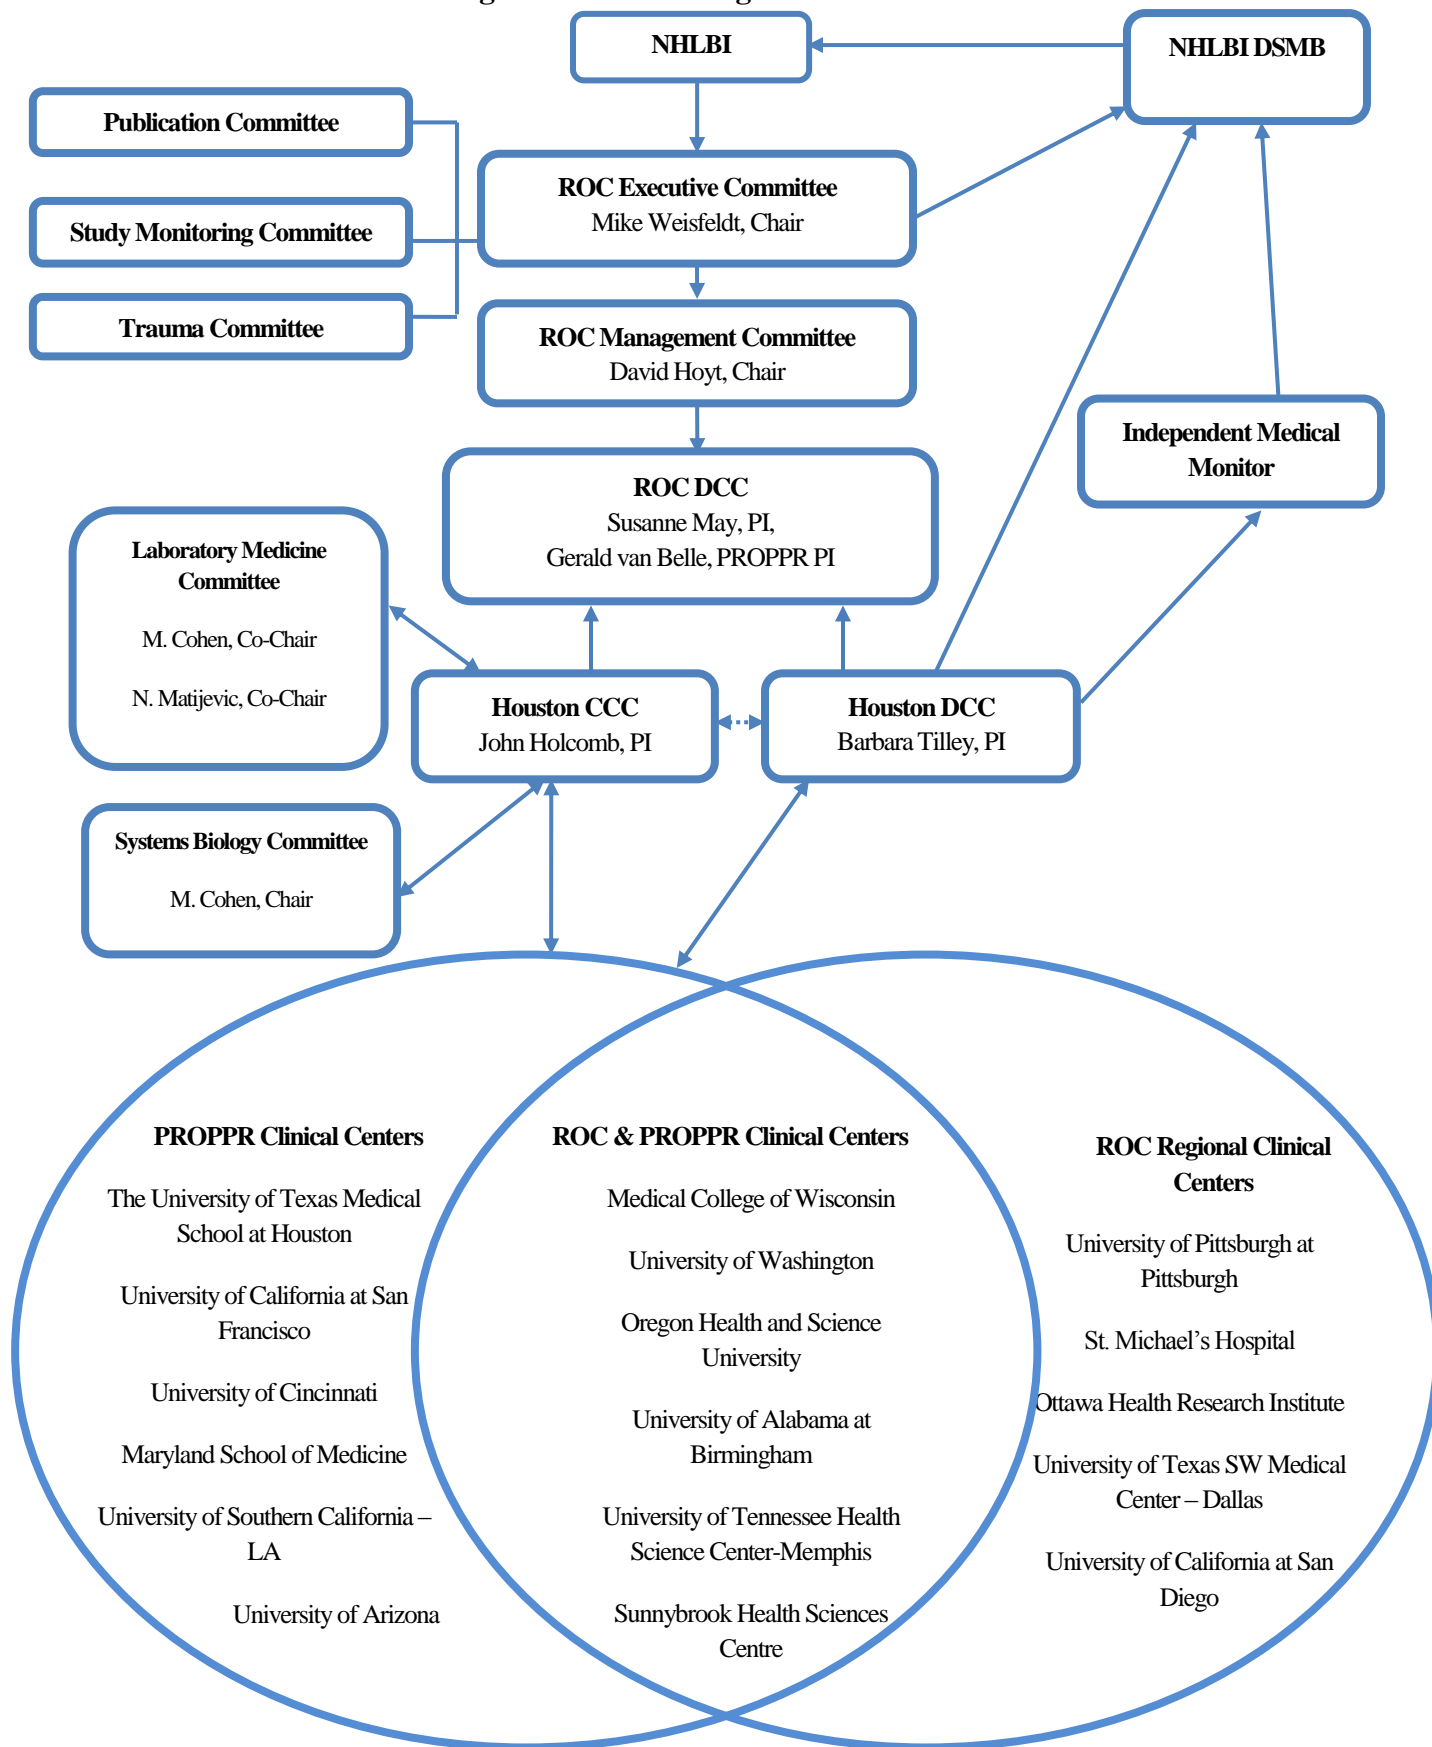 NHLBI
NHLBI DSMB
Publication Committee
ROC Executive Committee
Mike Weisfeldt, Chair
Study Monitoring Committee
Trauma Committee
ROC Management Committee
David Hoyt, Chair
Independent Medical
Monitor
ROC DCC
Susanne May, PI,
Gerald van Belle, PROPPR PI
Laboratory Medicine
Committee
M. Cohen, Co-Chair
N. Matijevic, Co-Chair
Houston CCC
John Holcomb, PI
Houston DCC
Barbara Tilley, PI
Systems Biology Committee
M. Cohen, Chair
PROPPR Clinical Centers
The University of Texas Medical
School at Houston
University of California at San
Francisco
University of Cincinnati
Maryland School of Medicine
University of Southern California –
LA
University of Arizona
ROC & PROPPR Clinical Centers
Medical College of Wisconsin
University of Washington
Oregon Health and Science
University
University of Alabama at
Birmingham
University of Tennessee Health
Science Center-Memphis
Sunnybrook Health Sciences
Centre
ROC Regional Clinical
Centers
University of Pittsburgh at
Pittsburgh
St. Michael’s Hospital
Ottawa Health Research Institute
University of Texas SW Medical
Center – Dallas
University of California at San
Diego